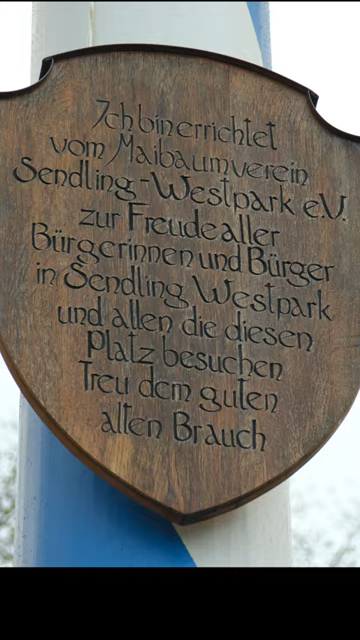 Ich bin errichtet
vom Maibaumverein
Sendling-Westpark e.V.
zur Freude aller
Bürgerinnen und Bürger
in Sendling Westpark
und allen die diesen
Platz besuchen
Treu dem guten
alten Brauch